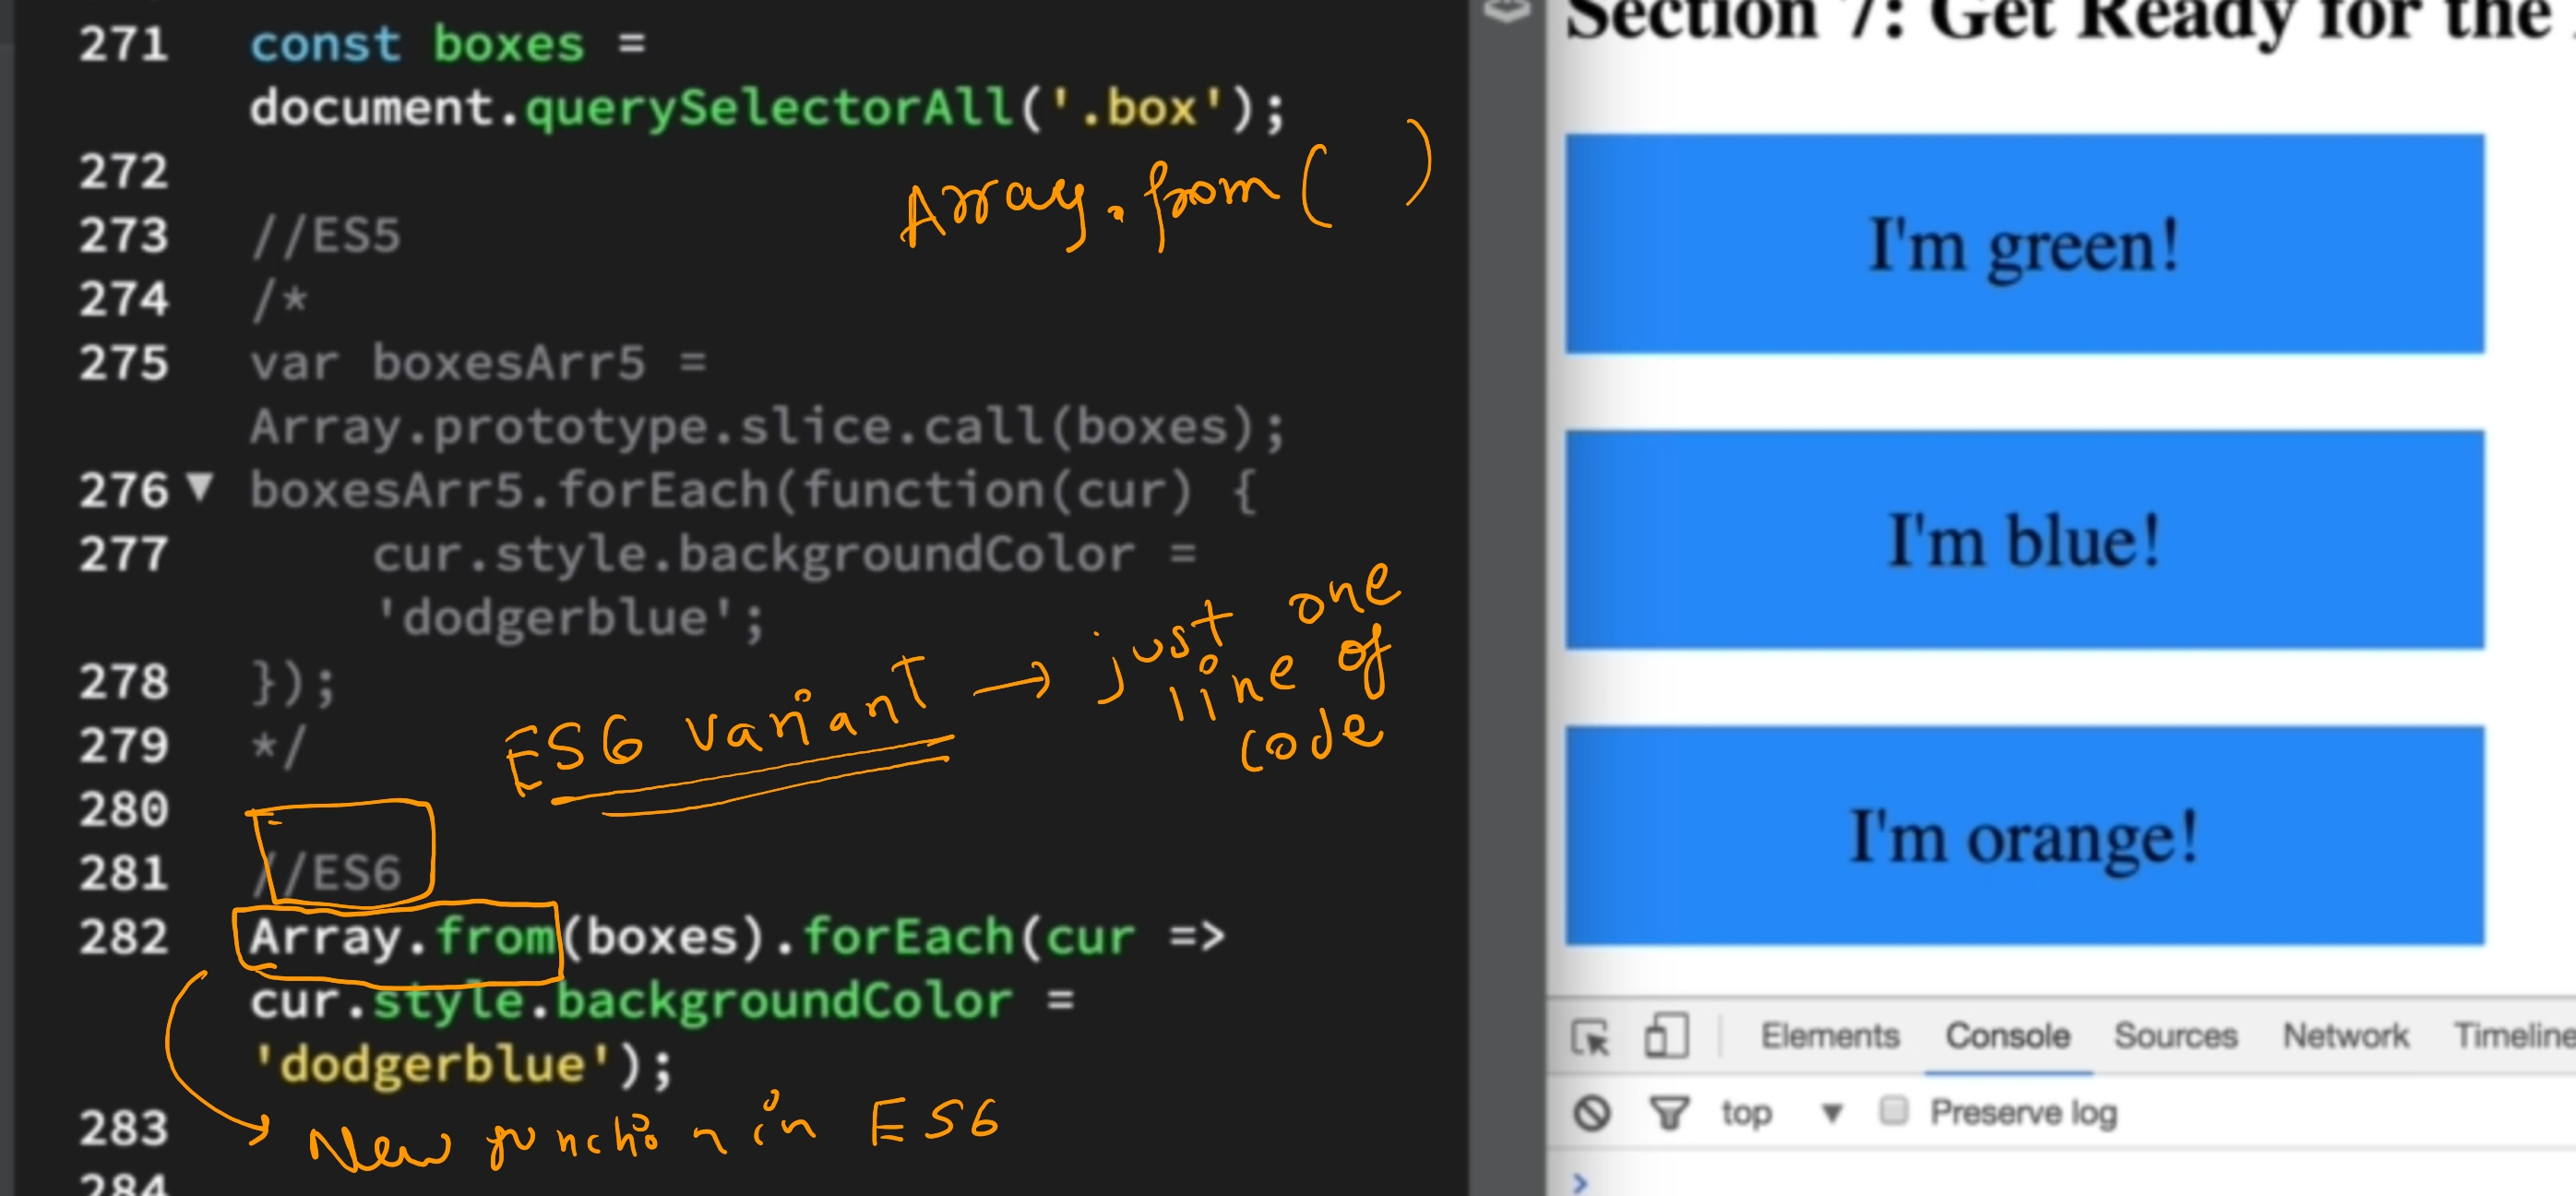 271 const boxes =
document.querySelectorAll('.box');
272
Array.from( )
273 //ES5
274 /*
275 var boxesArr5 =
Array.prototype.slice.call(boxes);
276 ▼ boxesArr5.forEach(function(cur) {
277 cur.style.backgroundColor =
'dodgerblue';
278 });
279 */
ES6 variant → just one
line of
code
280
281 //ES6
282 Array.from(boxes).forEach(cur =>
cur.style.backgroundColor =
'dodgerblue');
283
New function in ES6
284
Section 7: Get Ready for the
I'm green!
I'm blue!
I'm orange!
Elements Console Sources Network Timeline
top ▼ Preserve log
>